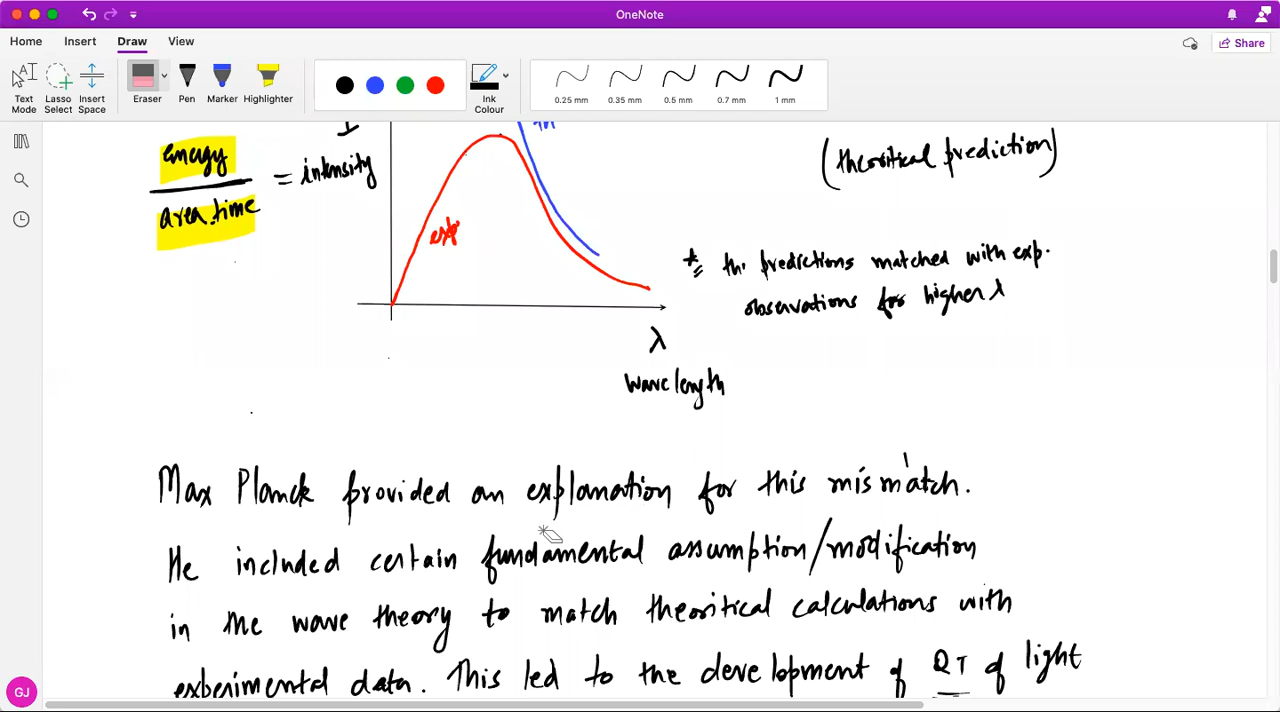 OneNote
Home Insert Draw View
Share
Text Mode
Lasso Select
Insert Space
Eraser
Pen
Marker
Highlighter
Ink Colour
0.25 mm
0.35 mm
0.5 mm
0.7 mm
1 mm
I
th
energy
area.time
= intensity
exp.
(theoritical prediction)
* th. predictions matched with exp.
observations for higher λ
λ
wavelength
Max Planck provided an explanation for this mismatch.
He included certain fundamental assumption/modification
in the wave theory to match theoritical calculations with
experimental data. This led to the development of QT of light
GJ